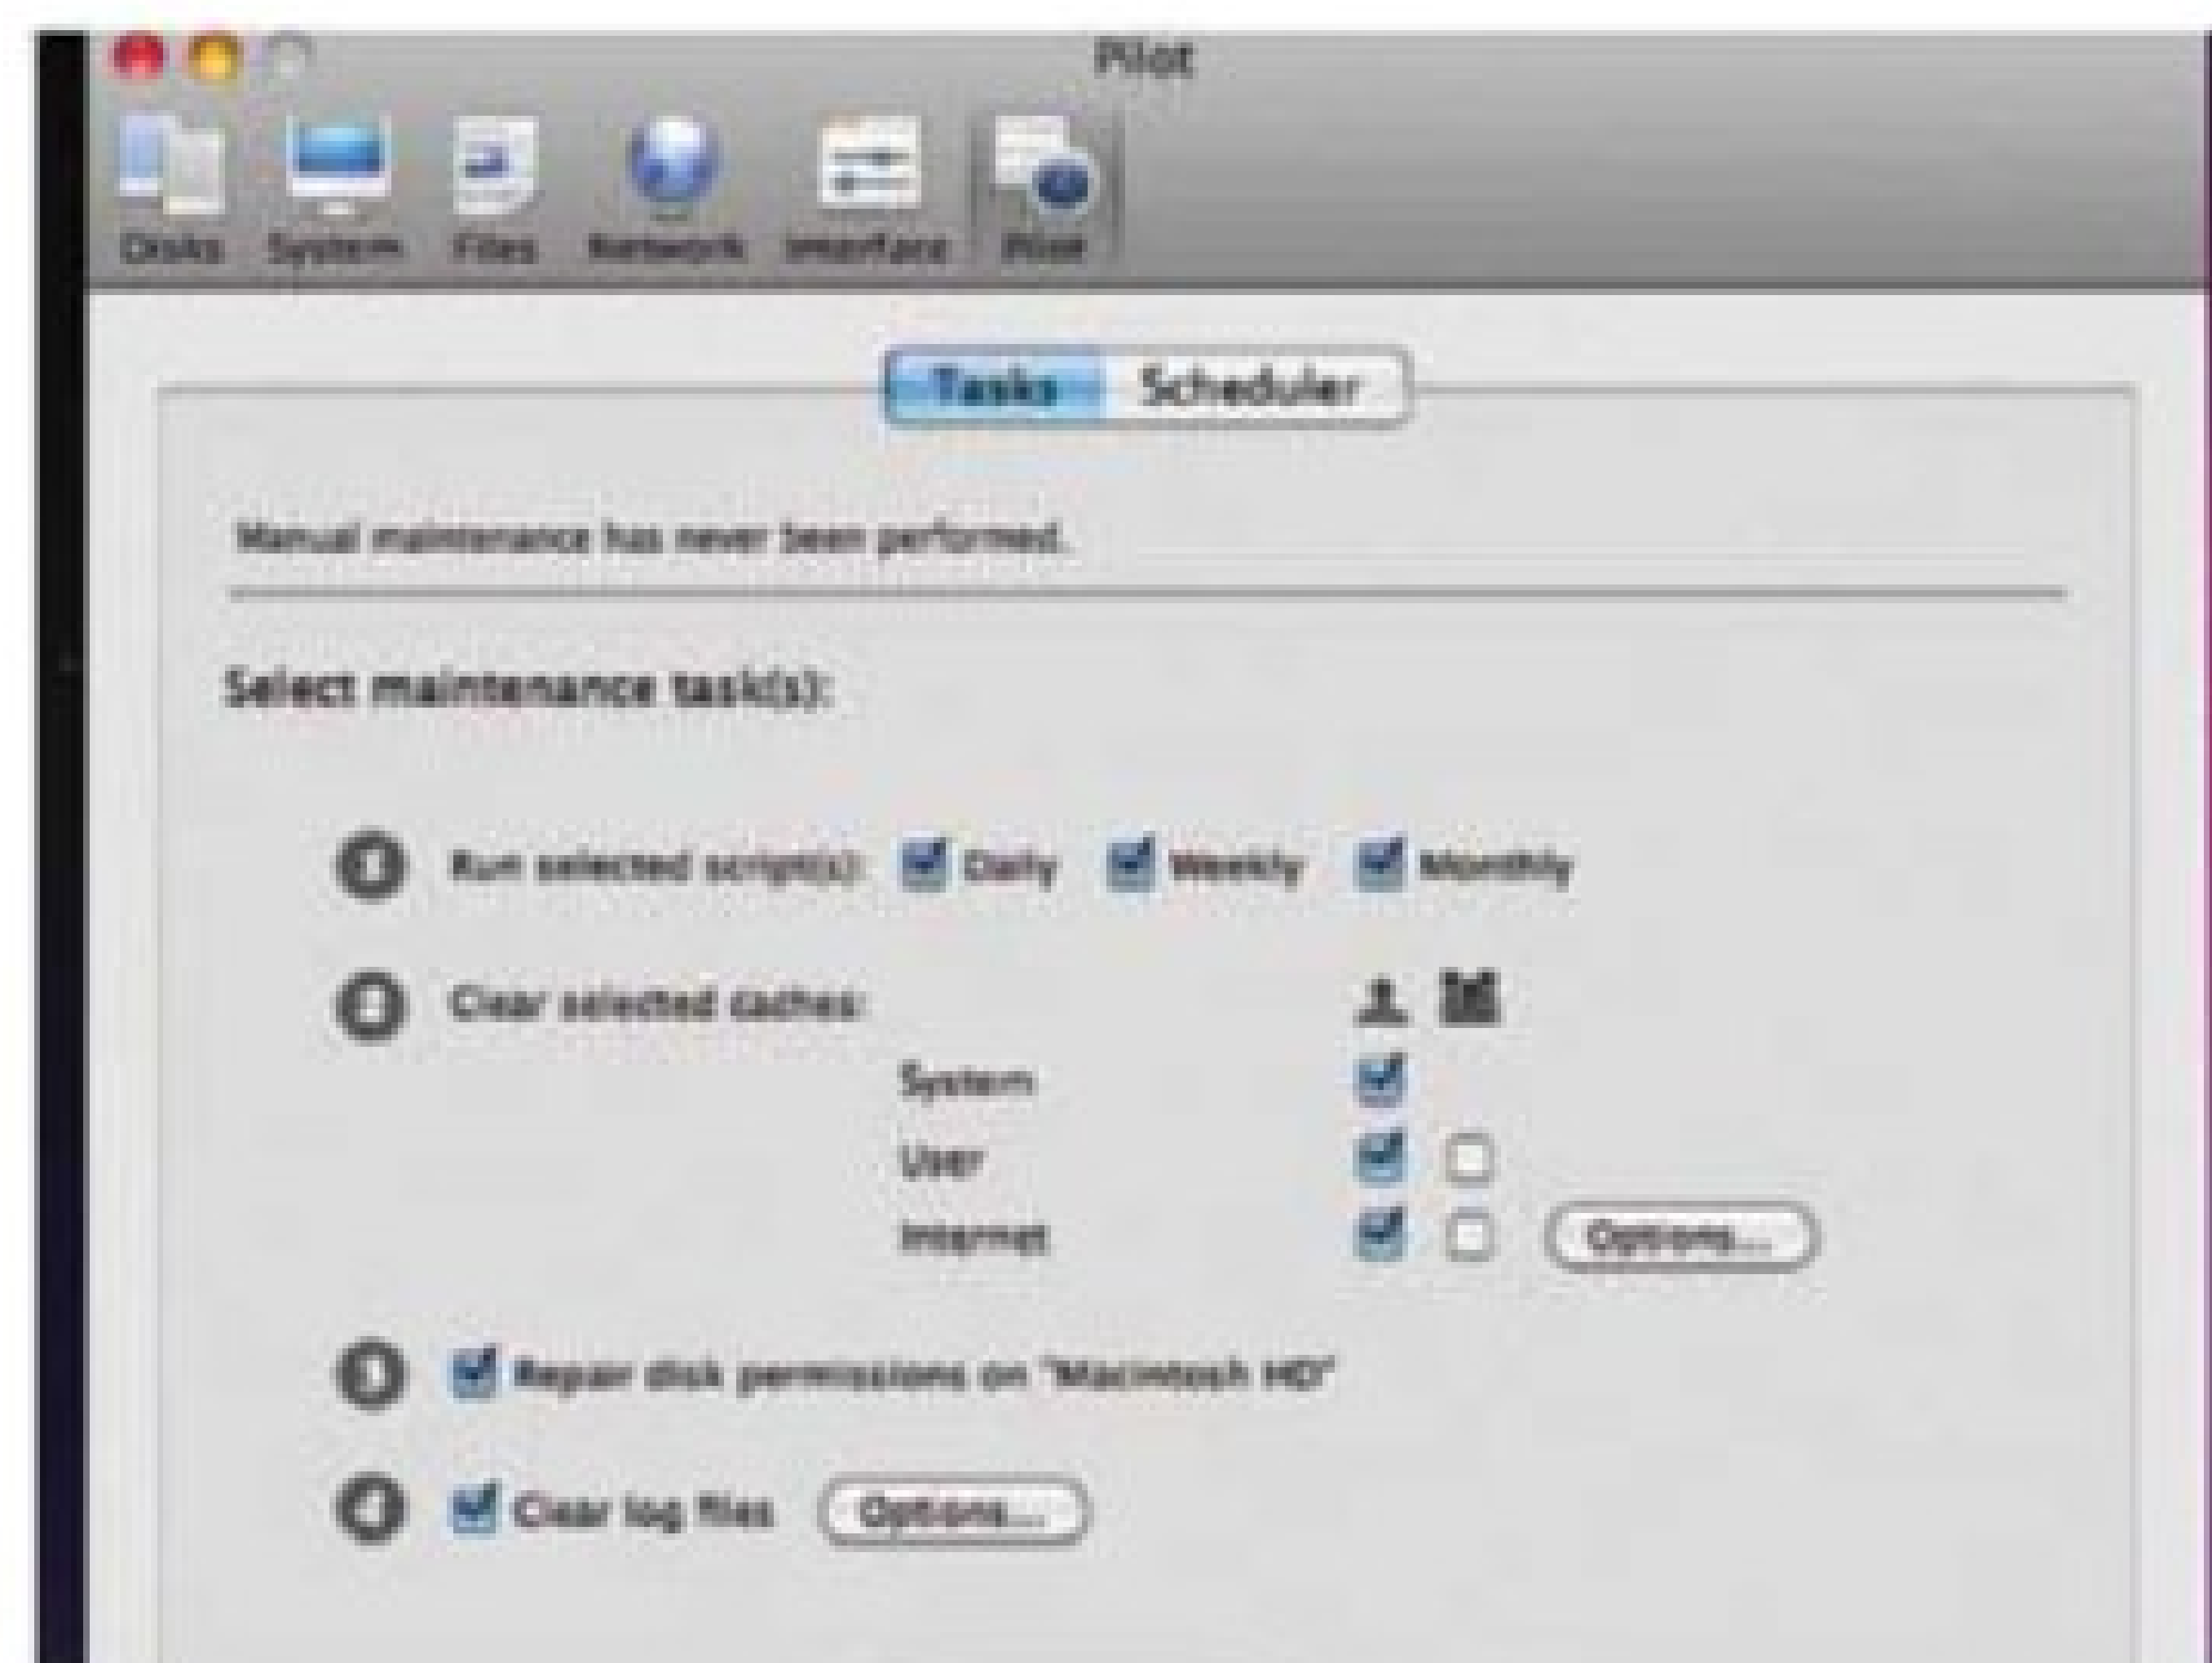 Pilot
Disks System Files Network Interface Pilot
Tasks Scheduler
Manual maintenance has never been performed.
Select maintenance task(s):
Run selected script(s): Daily Weekly Monthly
Clear selected caches:
System
User
Internet Options...
Repair disk permissions on "Macintosh HD"
Clear log files Options...